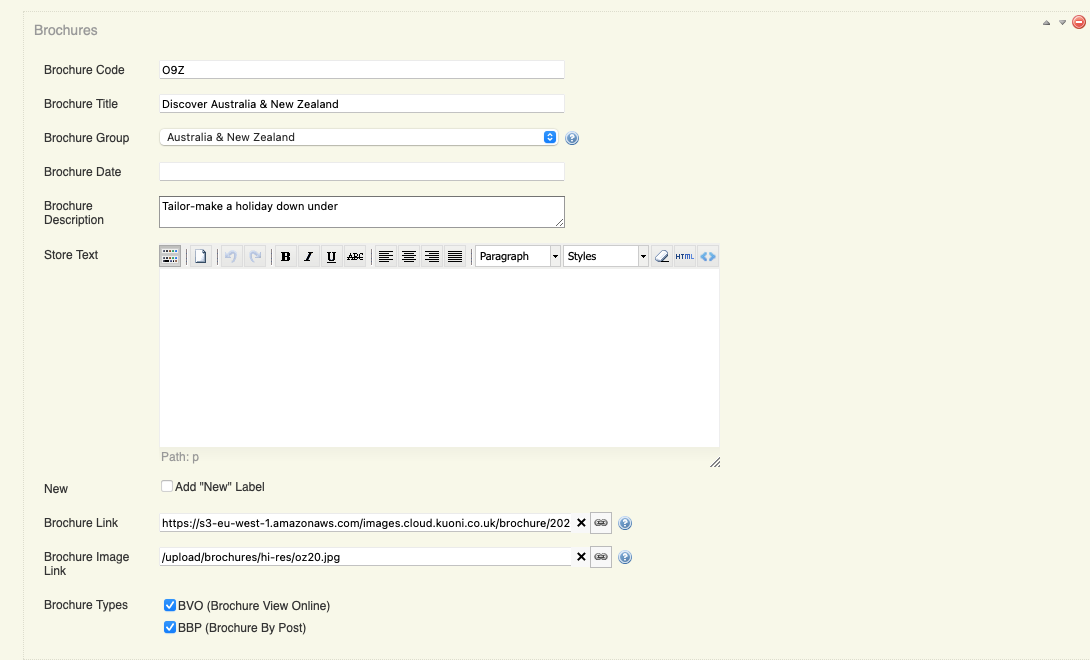 Brochures
Brochure Code
O9Z
Brochure Title
Discover Australia & New Zealand
Brochure Group
Australia & New Zealand
Brochure Date
Brochure
Description
Tailor-make a holiday down under
Store Text
B I U ABC Paragraph Styles HTML
Path: p
New
Add "New" Label
Brochure Link
https://s3-eu-west-1.amazonaws.com/images.cloud.kuoni.co.uk/brochure/202
Brochure Image
Link
/upload/brochures/hi-res/oz20.jpg
Brochure Types
BVO (Brochure View Online)
BBP (Brochure By Post)